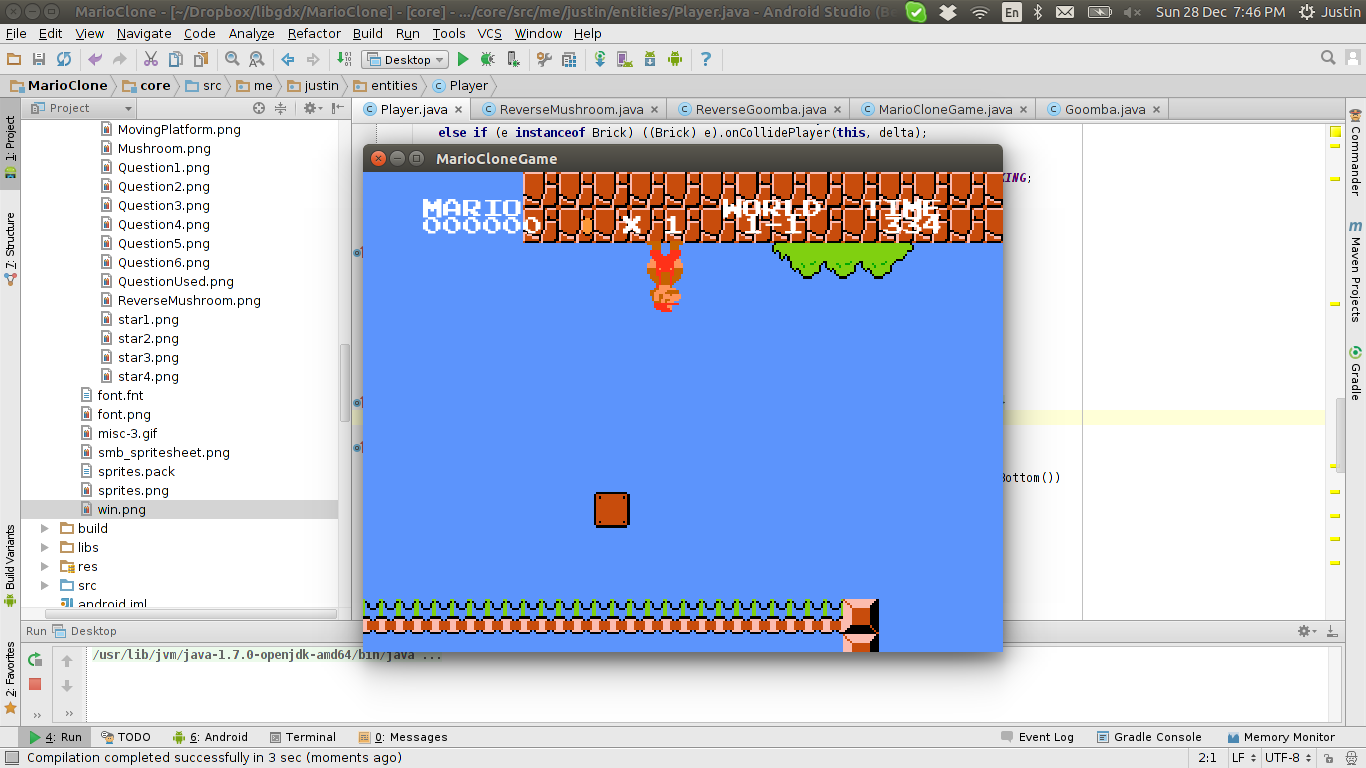 MarioClone - [~/Dropbox/libgdx/MarioClone] - [core] - .../core/src/me/justin/entities/Player.java - Android Studio (B
En
Sun 28 Dec 7:46 PM
Justin
File Edit View Navigate Code Analyze Refactor Build Run Tools VCS Window Help
Desktop
MarioClone core src me justin entities Player
Project
Player.java ReverseMushroom.java ReverseGoomba.java MarioCloneGame.java Goomba.java
1: Project
7: Structure
Build Variants
2: Favorites
MovingPlatform.png
Mushroom.png
Question1.png
Question2.png
Question3.png
Question4.png
Question5.png
Question6.png
QuestionUsed.png
ReverseMushroom.png
star1.png
star2.png
star3.png
star4.png
font.fnt
font.png
misc-3.gif
smb_spritesheet.png
sprites.pack
sprites.png
win.png
build
libs
res
src
android.iml
else if (e instanceof Brick) ((Brick) e).onCollidePlayer(this, delta);
KING;
Bottom())
MarioCloneGame
MARIO WORLD TIME
000000 X 1 1-1 334
Commander
Maven Projects
Gradle
Run Desktop
/usr/lib/jvm/java-1.7.0-openjdk-amd64/bin/java ...
4: Run TODO 6: Android Terminal 0: Messages Event Log Gradle Console Memory Monitor
Compilation completed successfully in 3 sec (moments ago) 2:1 LF UTF-8